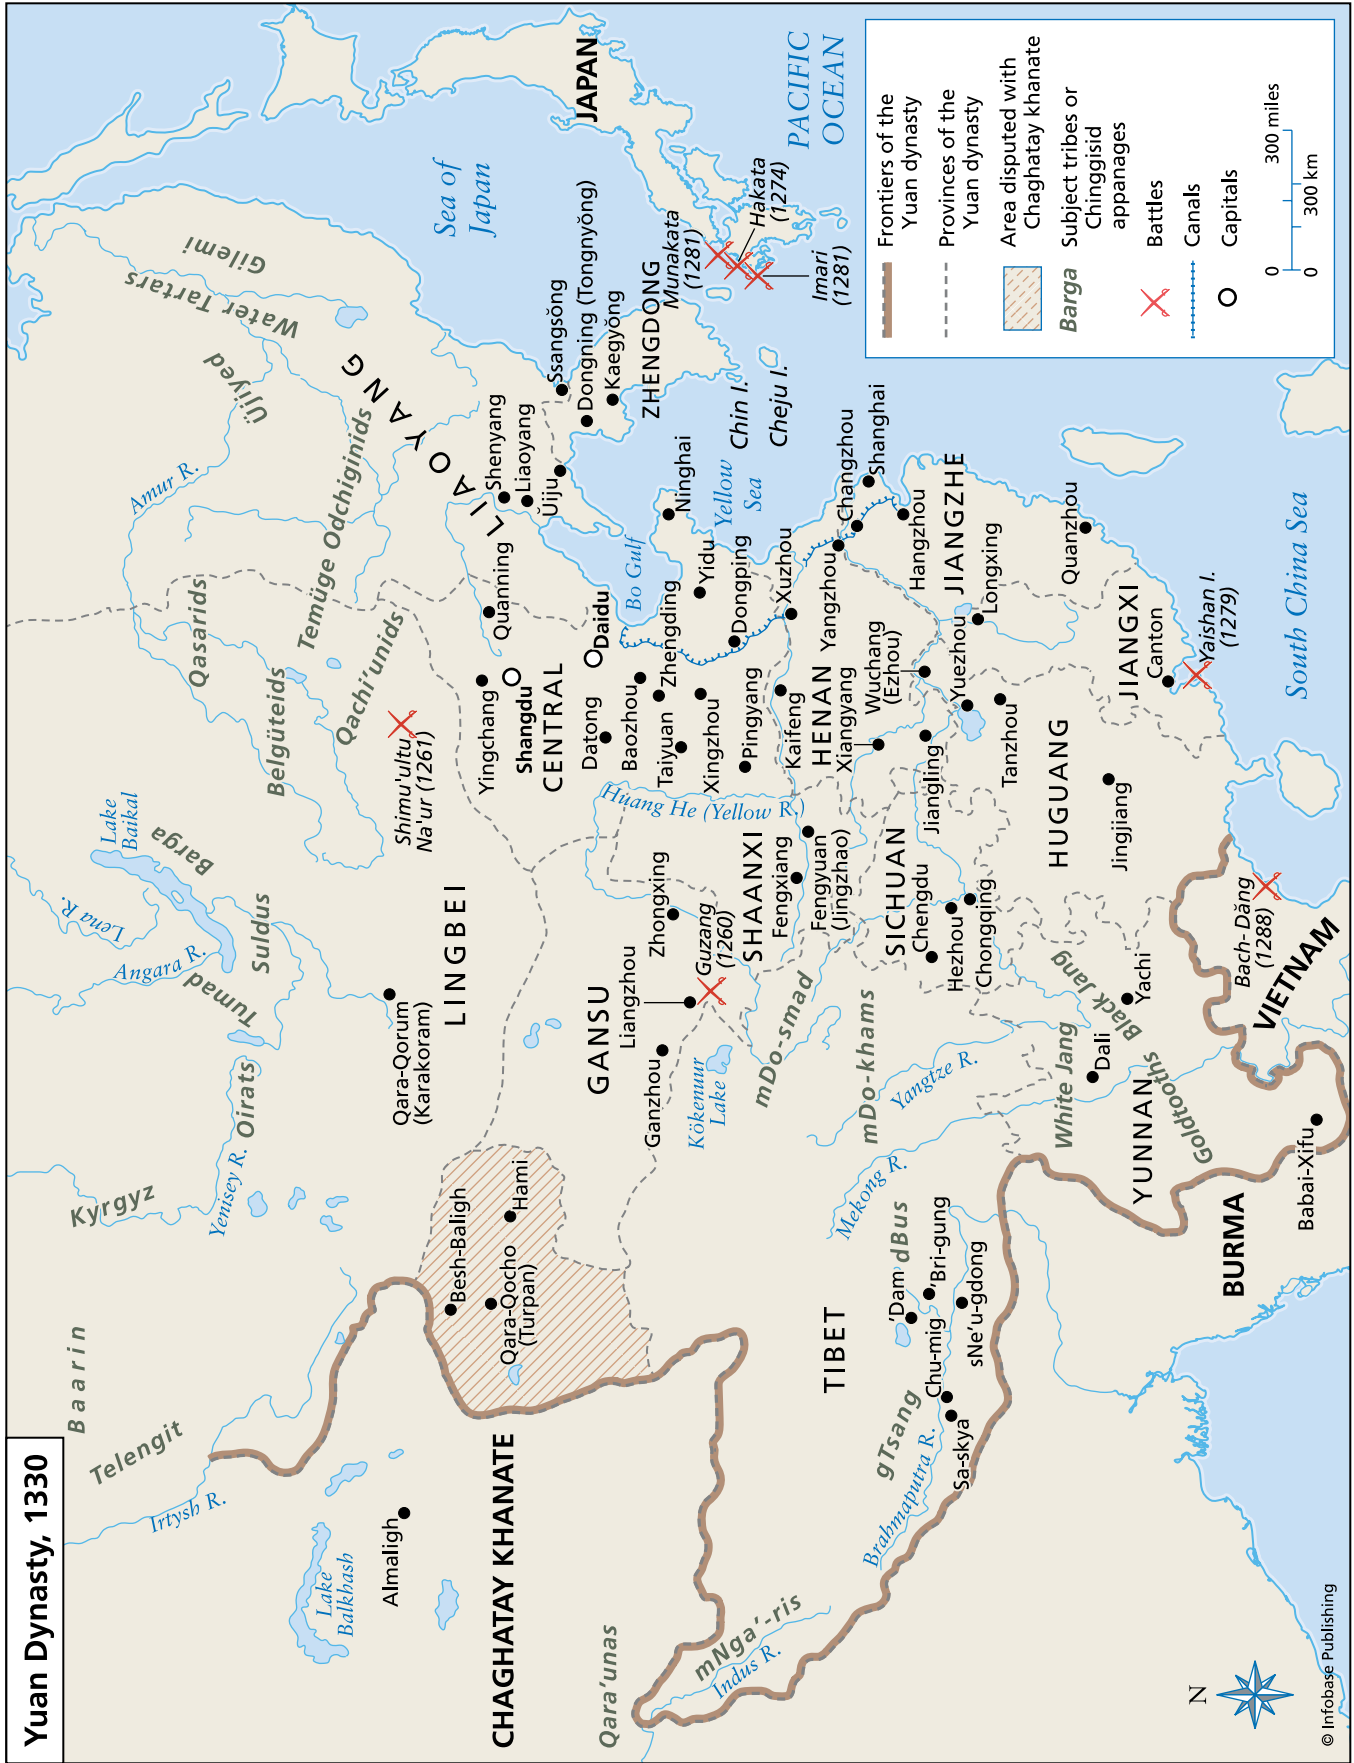 Yuan Dynasty, 1330
Irtysh R.
Telengit
Baarin
Kyrgyz
Yenisey R.
Oirats
Tumad
Angara R.
Lena R.
Lake
Baikal
Barga
Suldus
Belgüteids
Qasarids
Qachi'unids
Temüge Odchiginids
Amur R.
Üjiyed
Water Tartars
Gilemi
LIAOYANG
Sea of
Japan
JAPAN
PACIFIC
OCEAN
Lake
Balkhash
Almaligh
CHAGHATAY KHANATE
Qara'unas
Besh-Baligh
Hami
Qara-Qocho
(Turpan)
Qara-Qorum
(Karakoram)
LINGBEI
Shimu'ultu
Na'ur (1261)
Yingchang
Shangdu
CENTRAL
Quanning
Shenyang
Liaoyang
Ŭiju
Ssangsŏng
Dongning (Tongnyŏng)
Kaegyŏng
ZHENGDONG
Munakata
(1281)
Hakata
(1274)
Imari
(1281)
Chin I.
Cheju I.
Daidu
Bo Gulf
Datong
Baozhou
Taiyuan
Zhengding
Xingzhou
Pingyang
Yidu
Ninghai
Yellow
Sea
Dongping
Xuzhou
Kaifeng
HENAN
Xiangyang
Yangzhou
Changzhou
Shanghai
Hangzhou
JIANGZHE
Wuchang
(Ezhou)
Yuezhou
Longxing
Quanzhou
Jiangling
Tanzhou
JIANGXI
Canton
Yaishan I.
(1279)
South China Sea
HUGUANG
Jingjiang
GANSU
Liangzhou
Ganzhou
Zhongxing
Guzang
(1260)
Kökenuur
Lake
Huang He (Yellow R.)
SHAANXI
Fengxiang
Fengyuan
(Jingzhao)
SICHUAN
Chengdu
Hezhou
Chongqing
mDo-smad
mDo-khams
Yangtze R.
Mekong R.
White Jang
Black Jang
Goldtooths
Dali
Yachi
YUNNAN
Bach- Dăng
(1288)
VIETNAM
Babai-Xifu
BURMA
TIBET
'Dam
dBus
'Bri-gung
sNe'u-gdong
Chu-mig
Sa-skya
gTsang
Brahmaputra R.
mNga'-ris
Indus R.
N
© Infobase Publishing
Frontiers of the
Yuan dynasty
Provinces of the
Yuan dynasty
Area disputed with
Chaghatay khanate
Barga
Subject tribes or
Chinggisid
appanages
Battles
Canals
Capitals
0
300 miles
0
300 km